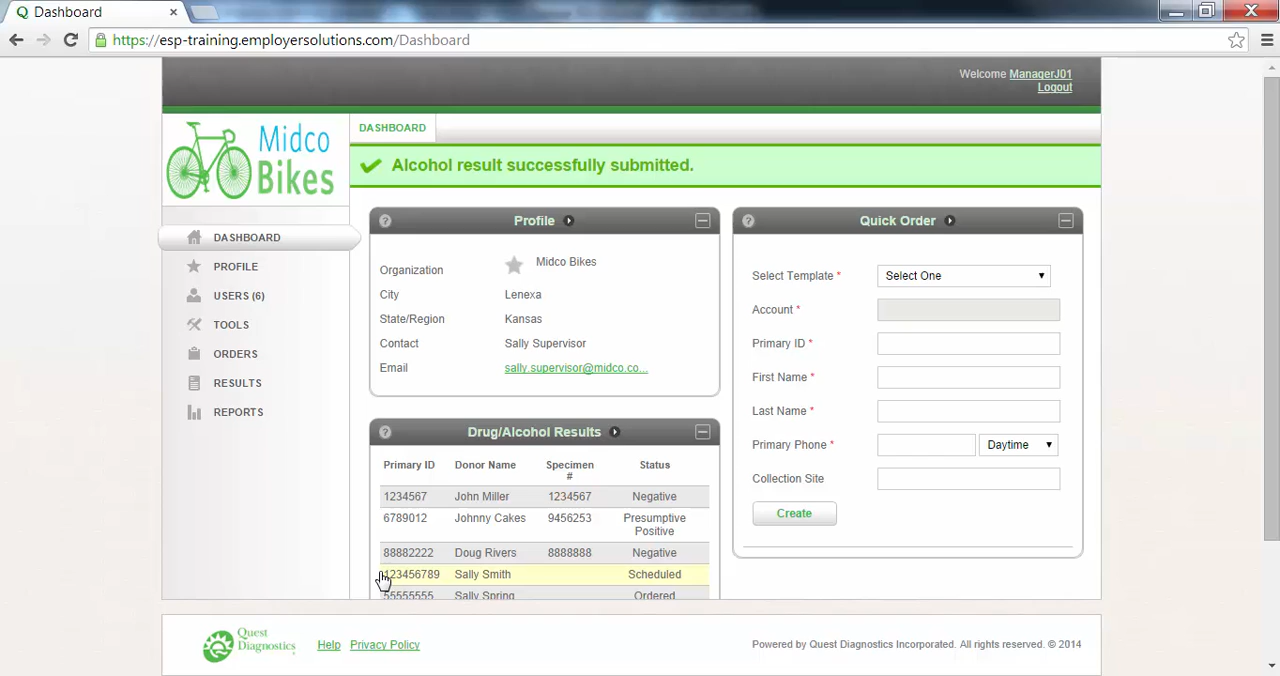 Dashboard
https://esp-training.employersolutions.com/Dashboard
Welcome ManagerJ01
Logout
Midco
Bikes
DASHBOARD
Alcohol result successfully submitted.
DASHBOARD
PROFILE
USERS (6)
TOOLS
ORDERS
RESULTS
REPORTS
Profile
Organization Midco Bikes
City Lenexa
State/Region Kansas
Contact Sally Supervisor
Email sally.supervisor@midco.co...
Quick Order
Select Template * Select One
Account *
Primary ID *
First Name *
Last Name *
Primary Phone * Daytime
Collection Site
Create
Drug/Alcohol Results
Primary ID Donor Name Specimen # Status
1234567 John Miller 1234567 Negative
6789012 Johnny Cakes 9456253 Presumptive Positive
88882222 Doug Rivers 8888888 Negative
123456789 Sally Smith Scheduled
55555555 Sally Spring Ordered
Quest
Diagnostics
Help Privacy Policy
Powered by Quest Diagnostics Incorporated. All rights reserved. © 2014